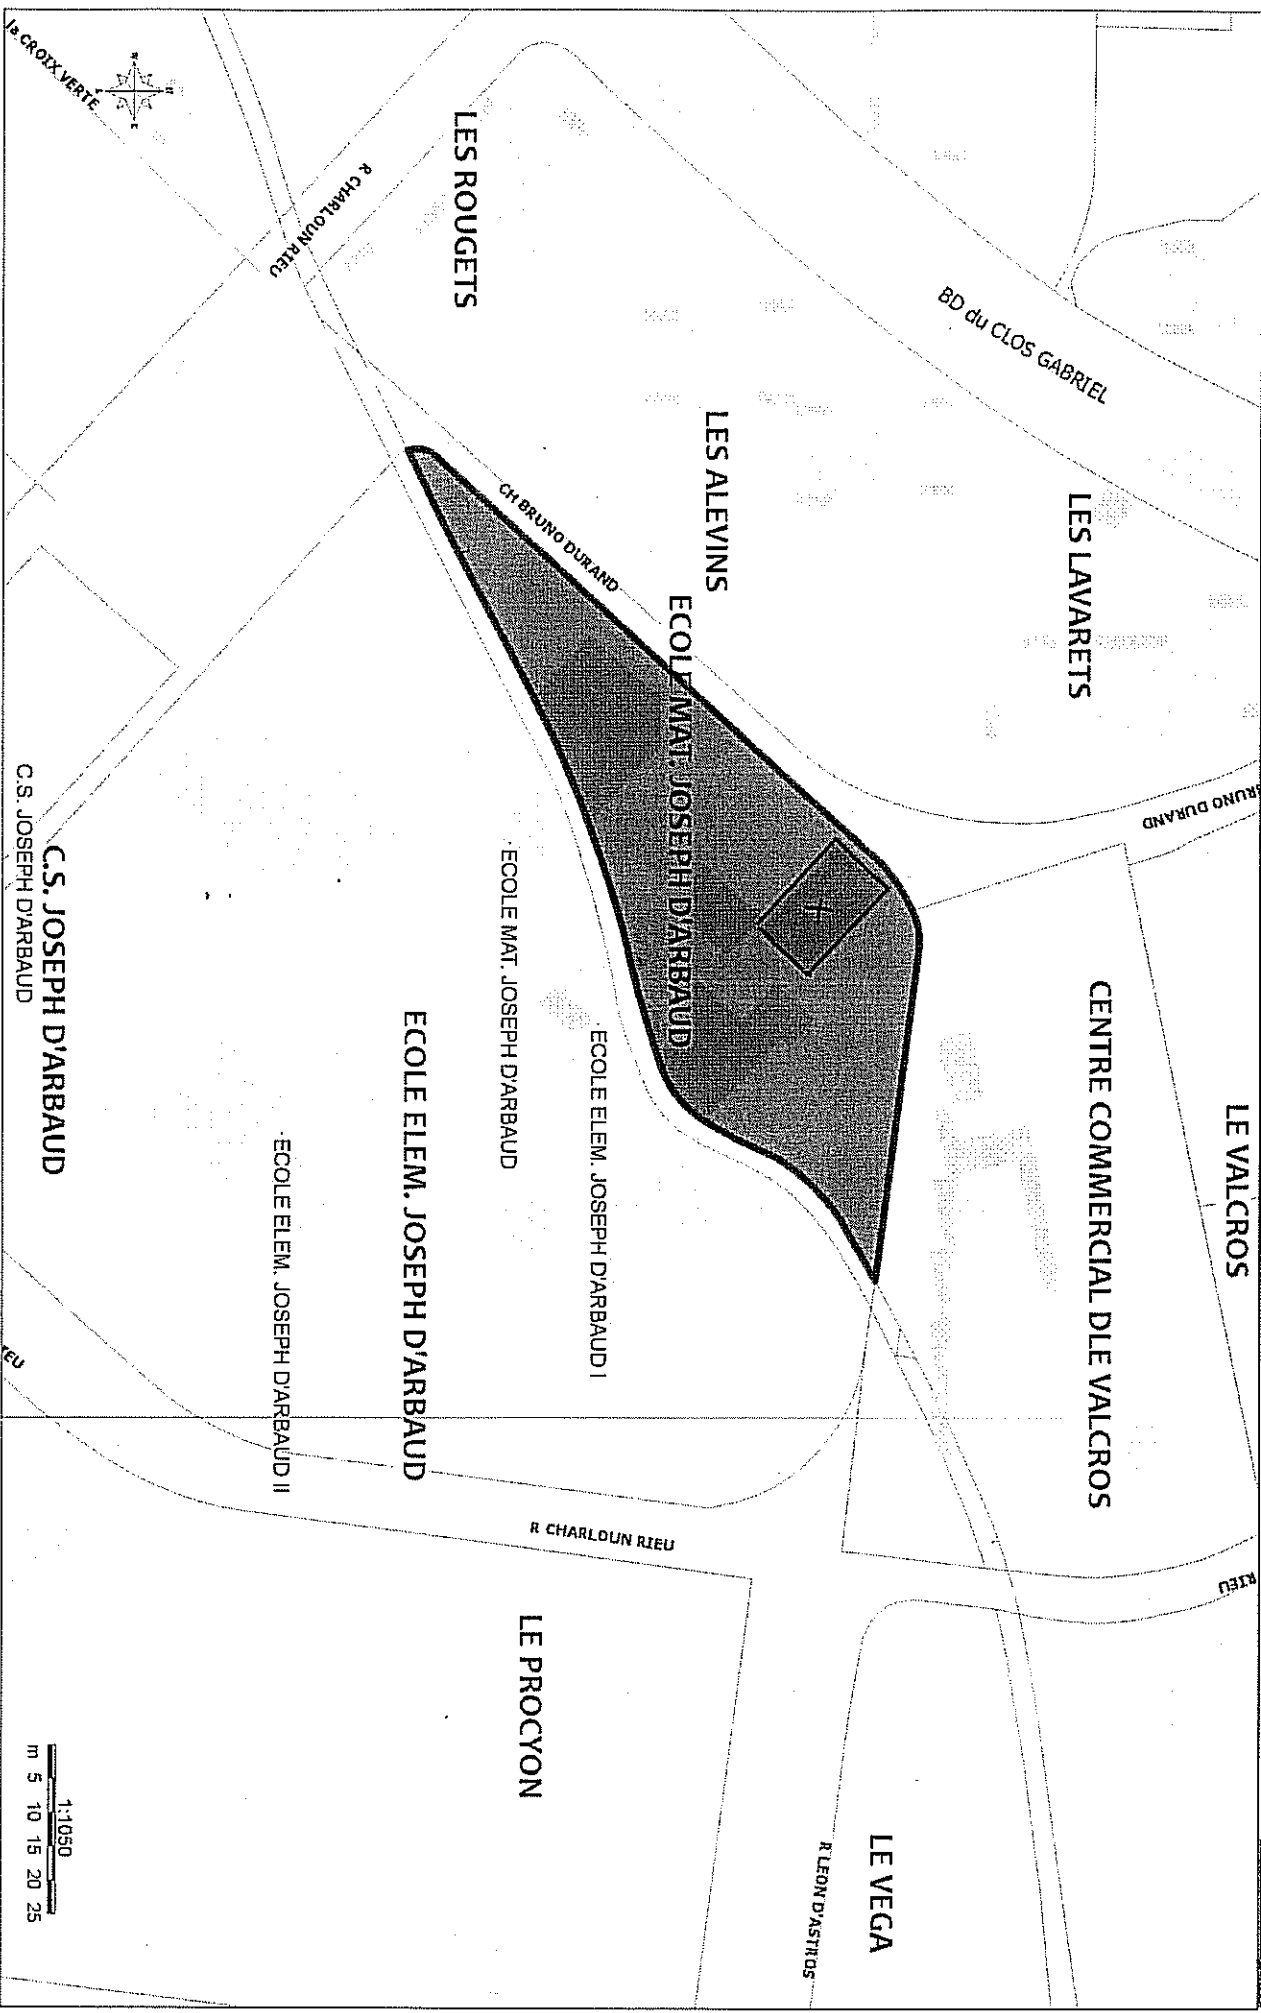 LE VALCROS
RIEU
BRUNO DURAND
LES LAVARETS
CENTRE COMMERCIAL DLE VALCROS
BD du CLOS GABRIEL
LE VEGA
R LEON D'ASTROS
LES ALEVINS
ECOLE MAT. JOSEPH D'ARBAUD
CH BRUNO DURAND
ECOLE ELEM. JOSEPH D'ARBAUD I
R CHARLOUN RIEU
LE PROCYON
ECOLE MAT. JOSEPH D'ARBAUD
LES ROUGETS
ECOLE ELEM. JOSEPH D'ARBAUD
R CHARLOUN RIEU
ECOLE ELEM. JOSEPH D'ARBAUD II
la CROIX VERTE
C.S. JOSEPH D'ARBAUD
C.S. JOSEPH D'ARBAUD
IEU
1:1050
m 5 10 15 20 25